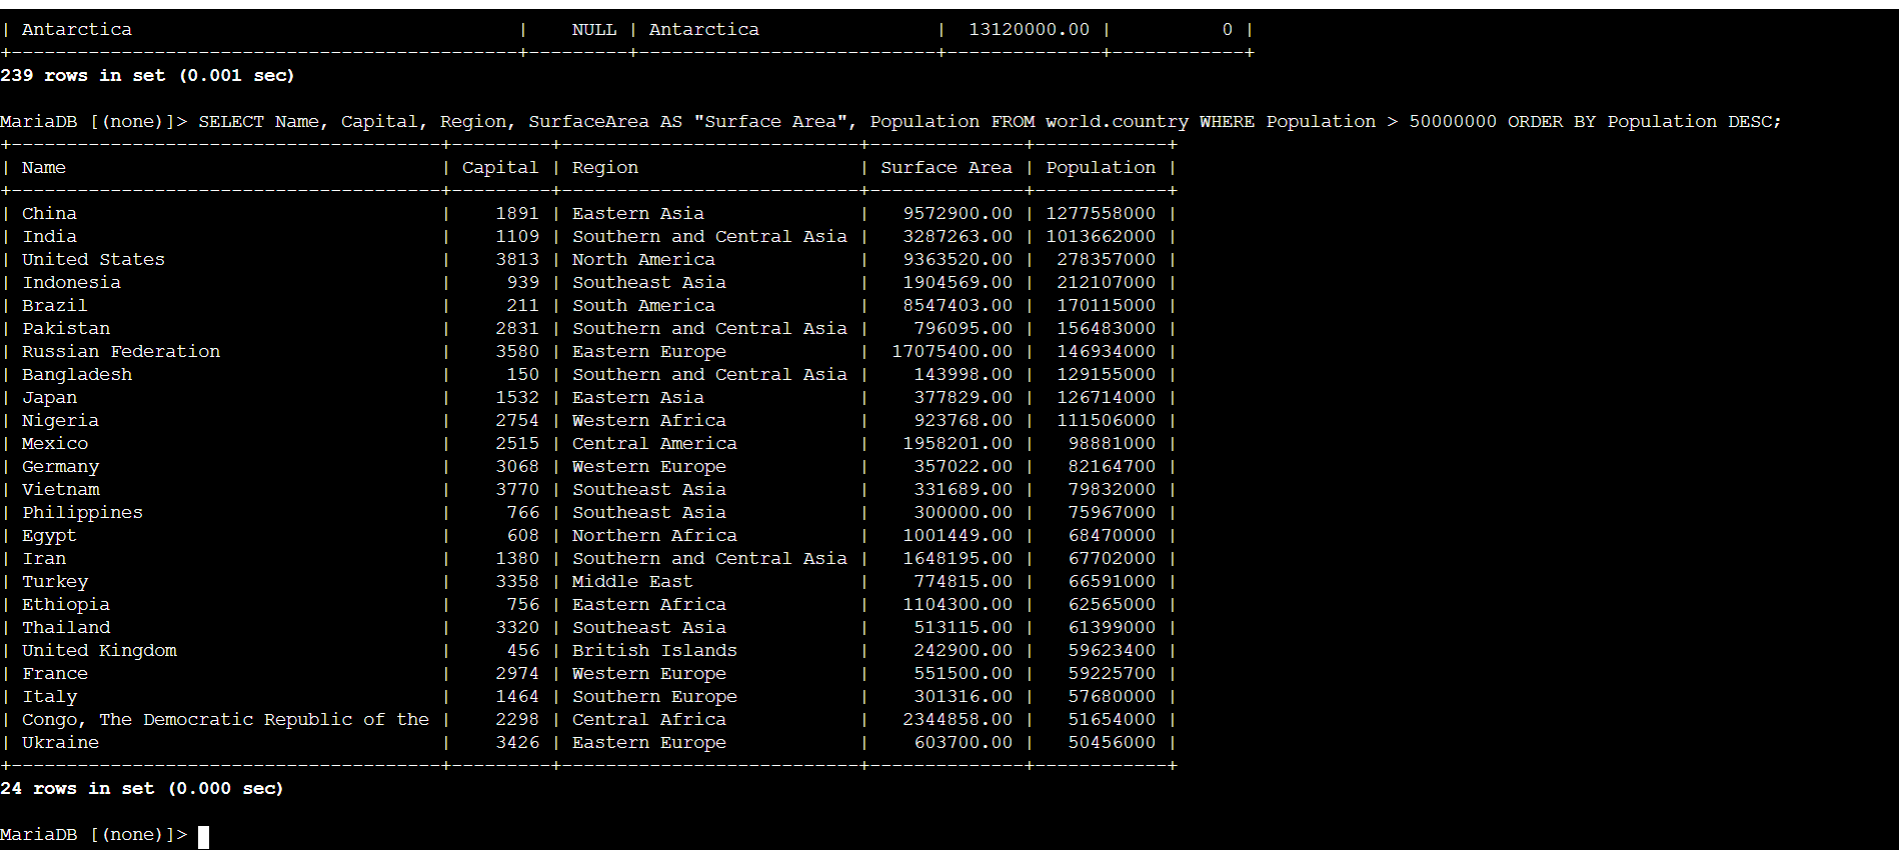 | Antarctica                                   |    NULL | Antarctica                |  13120000.00 |          0 |
+----------------------------------------------+---------+---------------------------+--------------+------------+
239 rows in set (0.001 sec)

MariaDB [(none)]> SELECT Name, Capital, Region, SurfaceArea AS "Surface Area", Population FROM world.country WHERE Population > 50000000 ORDER BY Population DESC;
+---------------------------------------+---------+---------------------------+--------------+------------+
| Name                                  | Capital | Region                    | Surface Area | Population |
+---------------------------------------+---------+---------------------------+--------------+------------+
| China                                 |    1891 | Eastern Asia              |   9572900.00 | 1277558000 |
| India                                 |    1109 | Southern and Central Asia |   3287263.00 | 1013662000 |
| United States                         |    3813 | North America             |   9363520.00 |  278357000 |
| Indonesia                             |     939 | Southeast Asia            |   1904569.00 |  212107000 |
| Brazil                                |     211 | South America             |   8547403.00 |  170115000 |
| Pakistan                              |    2831 | Southern and Central Asia |    796095.00 |  156483000 |
| Russian Federation                    |    3580 | Eastern Europe            |  17075400.00 |  146934000 |
| Bangladesh                            |     150 | Southern and Central Asia |    143998.00 |  129155000 |
| Japan                                 |    1532 | Eastern Asia              |    377829.00 |  126714000 |
| Nigeria                               |    2754 | Western Africa            |    923768.00 |  111506000 |
| Mexico                                |    2515 | Central America           |   1958201.00 |   98881000 |
| Germany                               |    3068 | Western Europe            |    357022.00 |   82164700 |
| Vietnam                               |    3770 | Southeast Asia            |    331689.00 |   79832000 |
| Philippines                           |     766 | Southeast Asia            |    300000.00 |   75967000 |
| Egypt                                 |     608 | Northern Africa           |   1001449.00 |   68470000 |
| Iran                                  |    1380 | Southern and Central Asia |   1648195.00 |   67702000 |
| Turkey                                |    3358 | Middle East               |    774815.00 |   66591000 |
| Ethiopia                              |     756 | Eastern Africa            |   1104300.00 |   62565000 |
| Thailand                              |    3320 | Southeast Asia            |    513115.00 |   61399000 |
| United Kingdom                        |     456 | British Islands           |    242900.00 |   59623400 |
| France                                |    2974 | Western Europe            |    551500.00 |   59225700 |
| Italy                                 |    1464 | Southern Europe           |    301316.00 |   57680000 |
| Congo, The Democratic Republic of the |    2298 | Central Africa            |   2344858.00 |   51654000 |
| Ukraine                               |    3426 | Eastern Europe            |    603700.00 |   50456000 |
+---------------------------------------+---------+---------------------------+--------------+------------+
24 rows in set (0.000 sec)

MariaDB [(none)]>